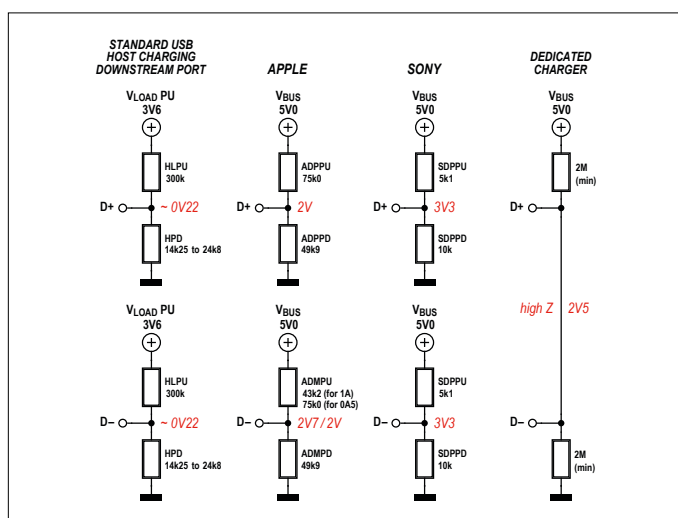 STANDARD USB
HOST CHARGING
DOWNSTREAM PORT
VLOAD PU
3V6
HLPU
300k
D+
~ 0V22
HPD
14k25 to 24k8
VLOAD PU
3V6
HLPU
300k
D–
~ 0V22
HPD
14k25 to 24k8
APPLE
VBUS
5V0
ADPPU
75k0
D+
2V
ADPPD
49k9
VBUS
5V0
ADMPU
43k2 (for 1A)
75k0 (for 0A5)
D–
2V7 / 2V
ADMPD
49k9
SONY
VBUS
5V0
SDPPU
5k1
D+
3V3
SDPPD
10k
VBUS
5V0
SDPPU
5k1
D–
3V3
SDPPD
10k
DEDICATED
CHARGER
VBUS
5V0
2M
(min)
D+
high Z 2V5
D–
2M
(min)